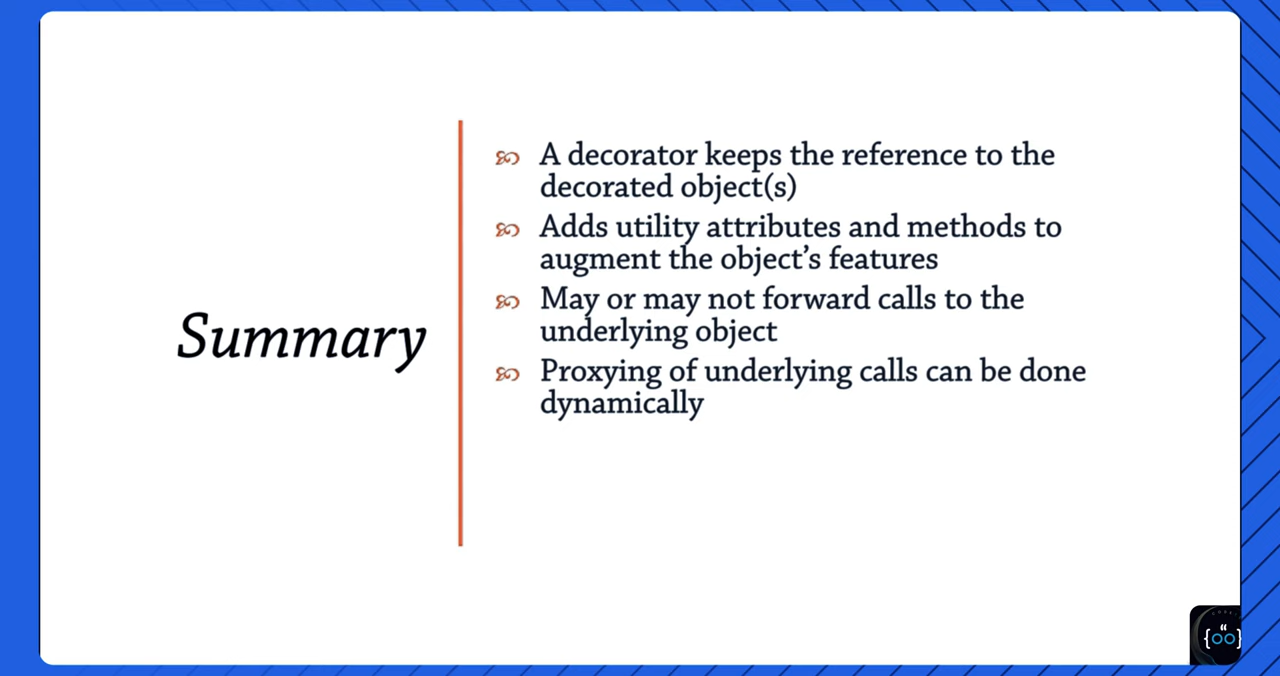 Summary
A decorator keeps the reference to the
decorated object(s)
Adds utility attributes and methods to
augment the object’s features
May or may not forward calls to the
underlying object
Proxying of underlying calls can be done
dynamically